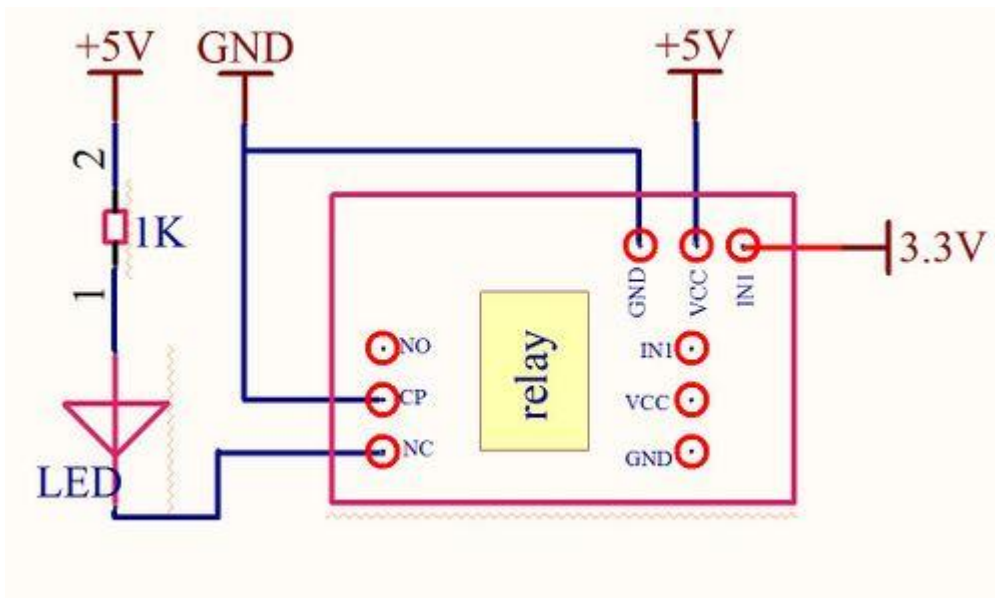 +5V
GND
+5V
2
1K
1
3.3V
GND
VCC
IN1
NO
CP
NC
relay
IN1
VCC
GND
LED